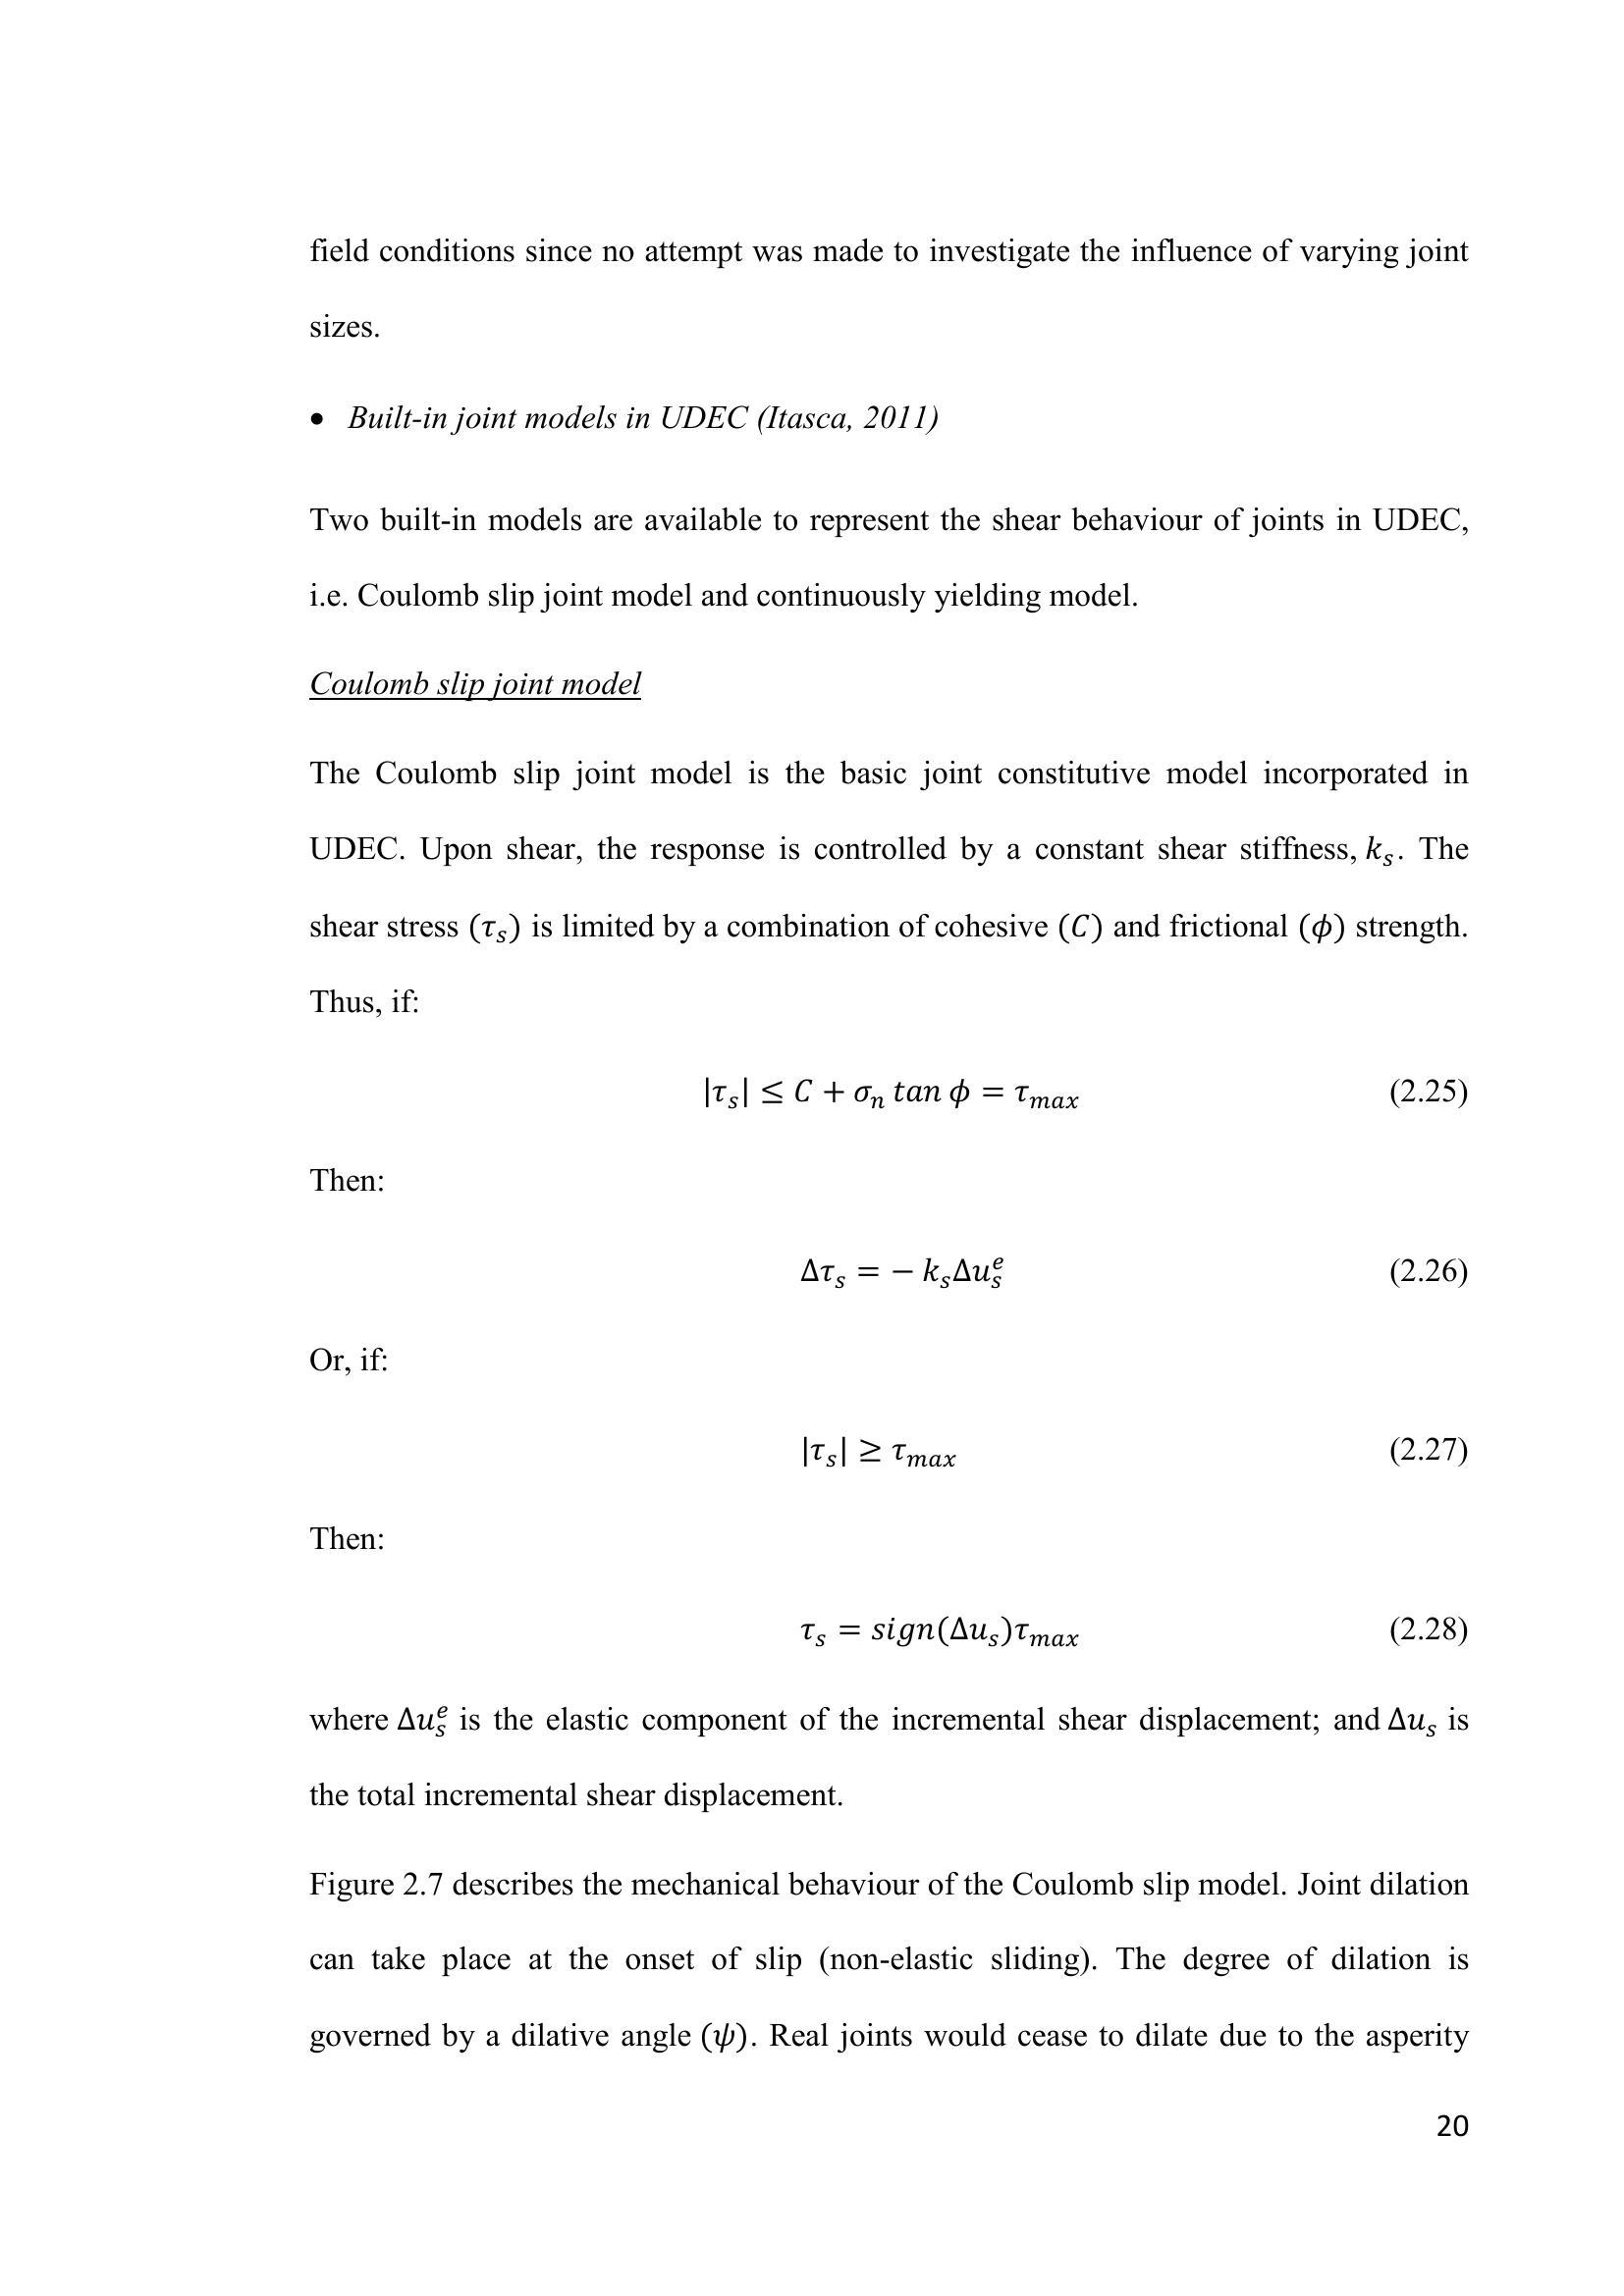 field conditions since no attempt was made to investigate the influence of varying joint
sizes.
• Built-in joint models in UDEC (Itasca, 2011)
Two built-in models are available to represent the shear behaviour of joints in UDEC,
i.e. Coulomb slip joint model and continuously yielding model.
Coulomb slip joint model
The Coulomb slip joint model is the basic joint constitutive model incorporated in
UDEC. Upon shear, the response is controlled by a constant shear stiffness, $k_s$. The
shear stress $(\tau_s)$ is limited by a combination of cohesive $(C)$ and frictional $(\phi)$ strength.
Thus, if:
$|\tau_s| \leq C + \sigma_n \, tan \, \phi = \tau_{max}$ (2.25)
Then:
$\Delta\tau_s = - k_s \Delta u_s^e$ (2.26)
Or, if:
$|\tau_s| \geq \tau_{max}$ (2.27)
Then:
$\tau_s = sign(\Delta u_s)\tau_{max}$ (2.28)
where $\Delta u_s^e$ is the elastic component of the incremental shear displacement; and $\Delta u_s$ is
the total incremental shear displacement.
Figure 2.7 describes the mechanical behaviour of the Coulomb slip model. Joint dilation
can take place at the onset of slip (non-elastic sliding). The degree of dilation is
governed by a dilative angle $(\psi)$. Real joints would cease to dilate due to the asperity
20